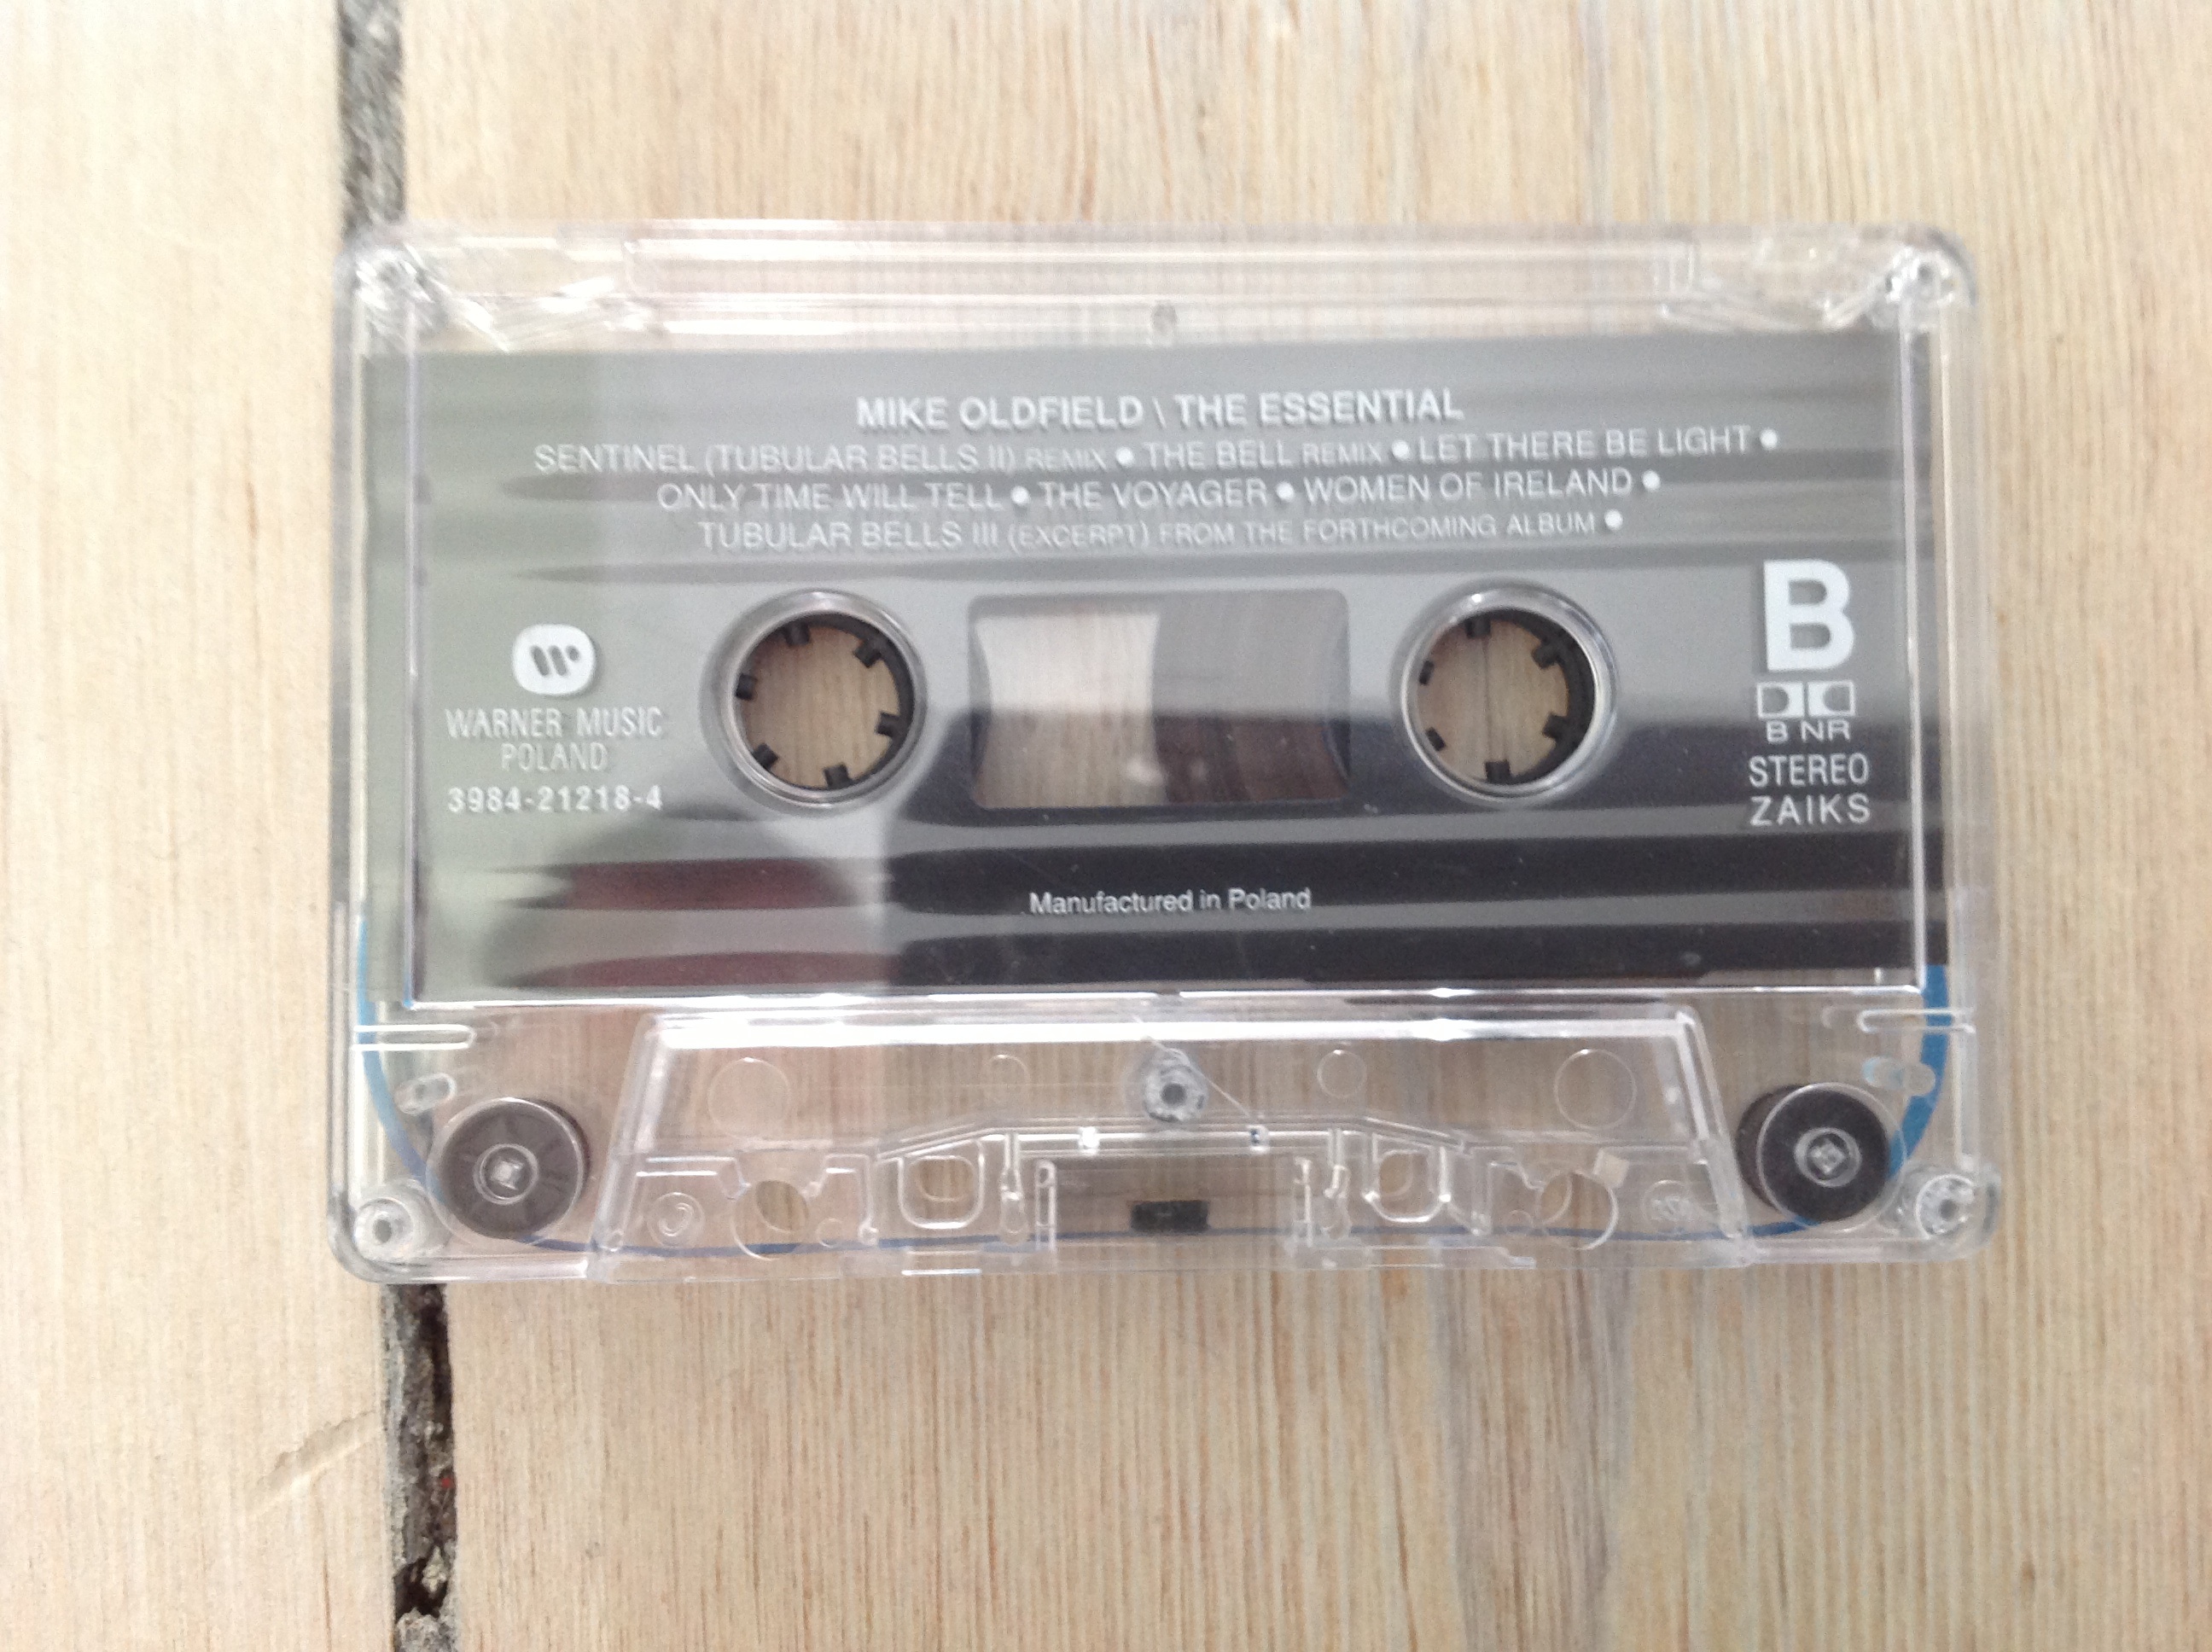 MIKE OLDFIELD \ THE ESSENTIAL
SENTINEL (TUBULAR BELLS II) REMIX ● THE BELL REMIX ● LET THERE BE LIGHT ●
ONLY TIME WILL TELL ● THE VOYAGER ● WOMEN OF IRELAND ●
TUBULAR BELLS III (EXCERPT) FROM THE FORTHCOMING ALBUM ●
WARNER MUSIC
POLAND
3984-21218-4
B
B NR
STEREO
ZAIKS
Manufactured in Poland